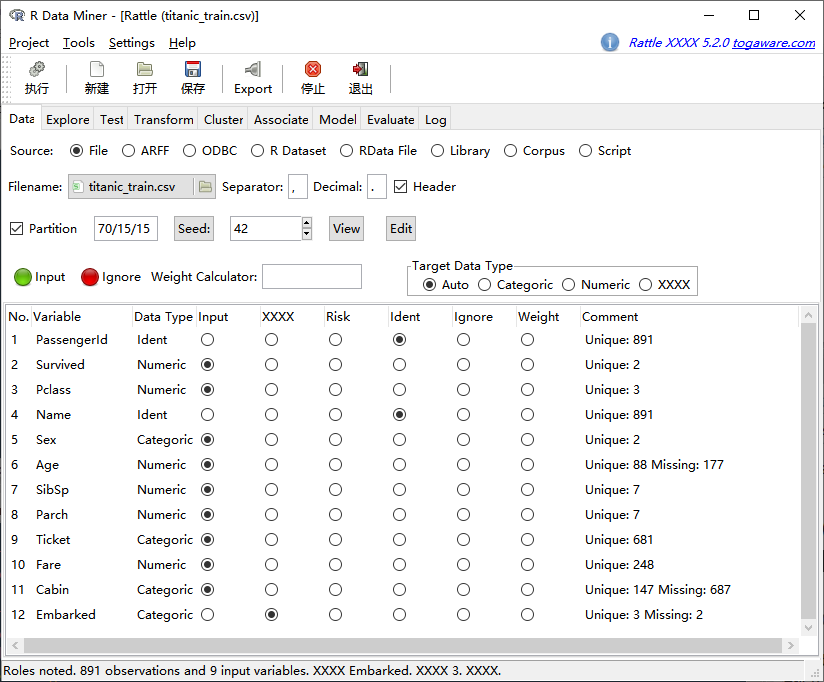 R Data Miner - [Rattle (titanic_train.csv)]
Project Tools Settings Help
Rattle XXXX 5.2.0 togaware.com
执行 新建 打开 保存 Export 停止 退出
Data Explore Test Transform Cluster Associate Model Evaluate Log
Source: File ARFF ODBC R Dataset RData File Library Corpus Script
Filename: titanic_train.csv Separator: , Decimal: . Header
Partition 70/15/15 Seed: 42 View Edit
Input Ignore Weight Calculator:
Target Data Type
Auto Categoric Numeric XXXX
No. Variable Data Type Input XXXX Risk Ident Ignore Weight Comment
1 PassengerId Ident Unique: 891
2 Survived Numeric Unique: 2
3 Pclass Numeric Unique: 3
4 Name Ident Unique: 891
5 Sex Categoric Unique: 2
6 Age Numeric Unique: 88 Missing: 177
7 SibSp Numeric Unique: 7
8 Parch Numeric Unique: 7
9 Ticket Categoric Unique: 681
10 Fare Numeric Unique: 248
11 Cabin Categoric Unique: 147 Missing: 687
12 Embarked Categoric Unique: 3 Missing: 2
Roles noted. 891 observations and 9 input variables. XXXX Embarked. XXXX 3. XXXX.